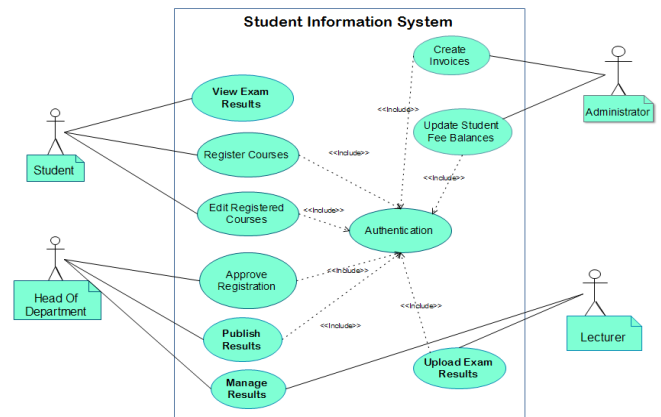 Student Information System
Create
Invoices
Administrator
View Exam
Results
<<Include>>
Student
Register Courses
<<Include>>
Update Student
Fee Balances
<<Include>>
Edit Registered
Courses
<<Include>>
Authentication
Head Of
Department
Approve
Registration
<<Include>>
Publish
Results
<<Include>>
<<Include>>
Lecturer
Manage
Results
Upload Exam
Results